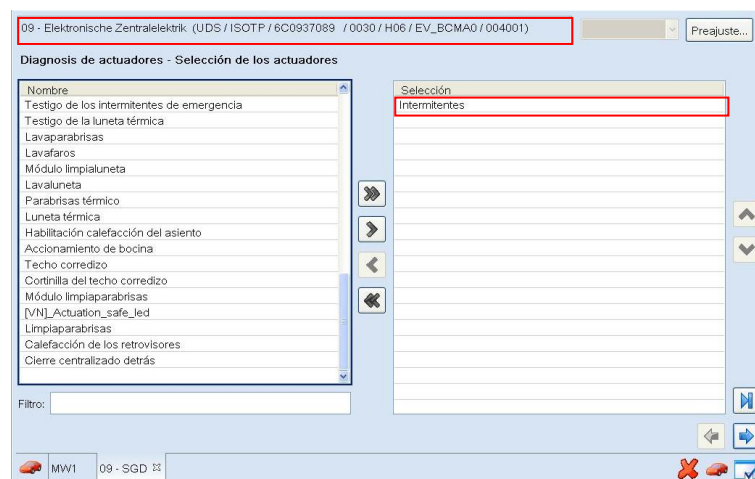 09 - Elektronische Zentralelektrik (UDS / ISOTP / 6C0937089 / 0030 / H06 / EV_BCMA0 / 004001)
Preajuste...
Diagnosis de actuadores - Selección de los actuadores
Nombre
Testigo de los intermitentes de emergencia
Testigo de la luneta térmica
Lavaparabrisas
Lavafaros
Módulo limpialuneta
Lavaluneta
Parabrisas térmico
Luneta térmica
Habilitación calefacción del asiento
Accionamiento de bocina
Techo corredizo
Cortinilla del techo corredizo
Módulo limpiaparabrisas
[VN]_Actuation_safe_led
Limpiaparabrisas
Calefacción de los retrovisores
Cierre centralizado detrás
Selección
Intermitentes
Filtro:
MW1
09 - SGD